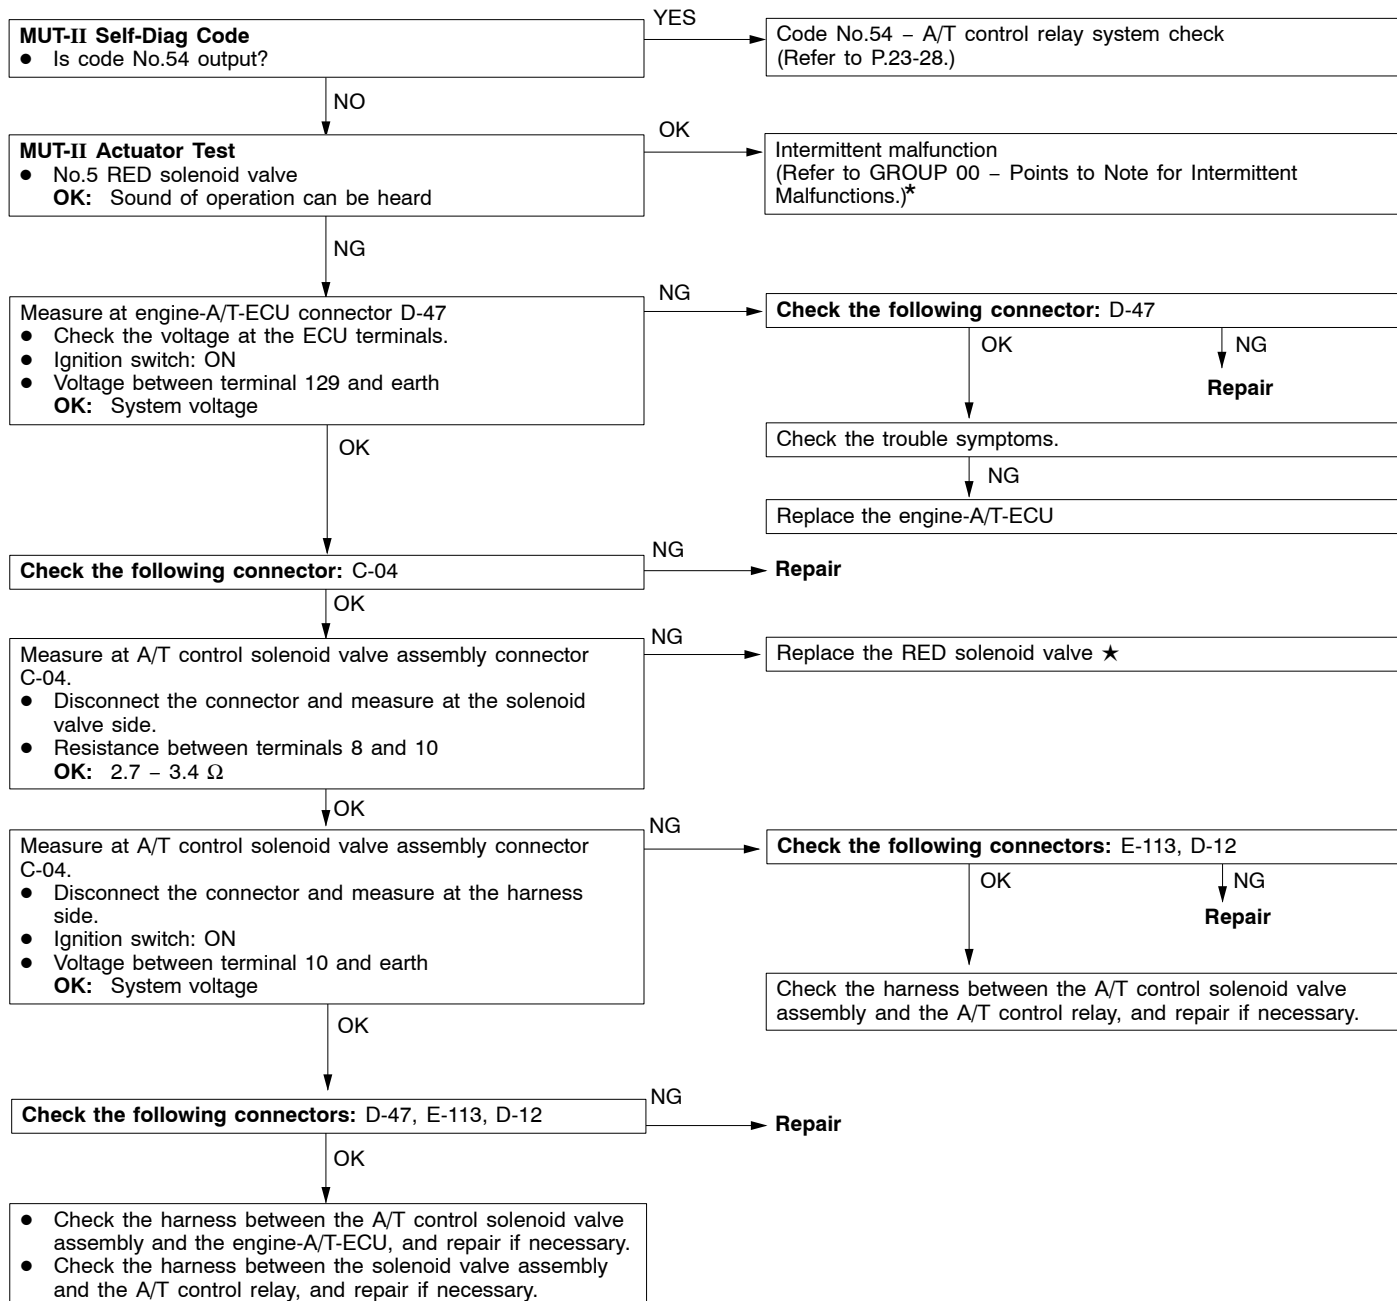 MUT-II Self-Diag Code
● Is code No.54 output?
YES
Code No.54 – A/T control relay system check
(Refer to P.23-28.)
NO
MUT-II Actuator Test
● No.5 RED solenoid valve
OK: Sound of operation can be heard
OK
Intermittent malfunction
(Refer to GROUP 00 – Points to Note for Intermittent
Malfunctions.)*
NG
Measure at engine-A/T-ECU connector D-47
● Check the voltage at the ECU terminals.
● Ignition switch: ON
● Voltage between terminal 129 and earth
OK: System voltage
NG
Check the following connector: D-47
OK
NG
Repair
Check the trouble symptoms.
NG
Replace the engine-A/T-ECU
OK
Check the following connector: C-04
NG
Repair
OK
Measure at A/T control solenoid valve assembly connector
C-04.
● Disconnect the connector and measure at the solenoid
valve side.
● Resistance between terminals 8 and 10
OK: 2.7 – 3.4 Ω
NG
Replace the RED solenoid valve ★
OK
Measure at A/T control solenoid valve assembly connector
C-04.
● Disconnect the connector and measure at the harness
side.
● Ignition switch: ON
● Voltage between terminal 10 and earth
OK: System voltage
NG
Check the following connectors: E-113, D-12
OK
NG
Repair
Check the harness between the A/T control solenoid valve
assembly and the A/T control relay, and repair if necessary.
OK
Check the following connectors: D-47, E-113, D-12
NG
Repair
OK
● Check the harness between the A/T control solenoid valve
assembly and the engine-A/T-ECU, and repair if necessary.
● Check the harness between the solenoid valve assembly
and the A/T control relay, and repair if necessary.